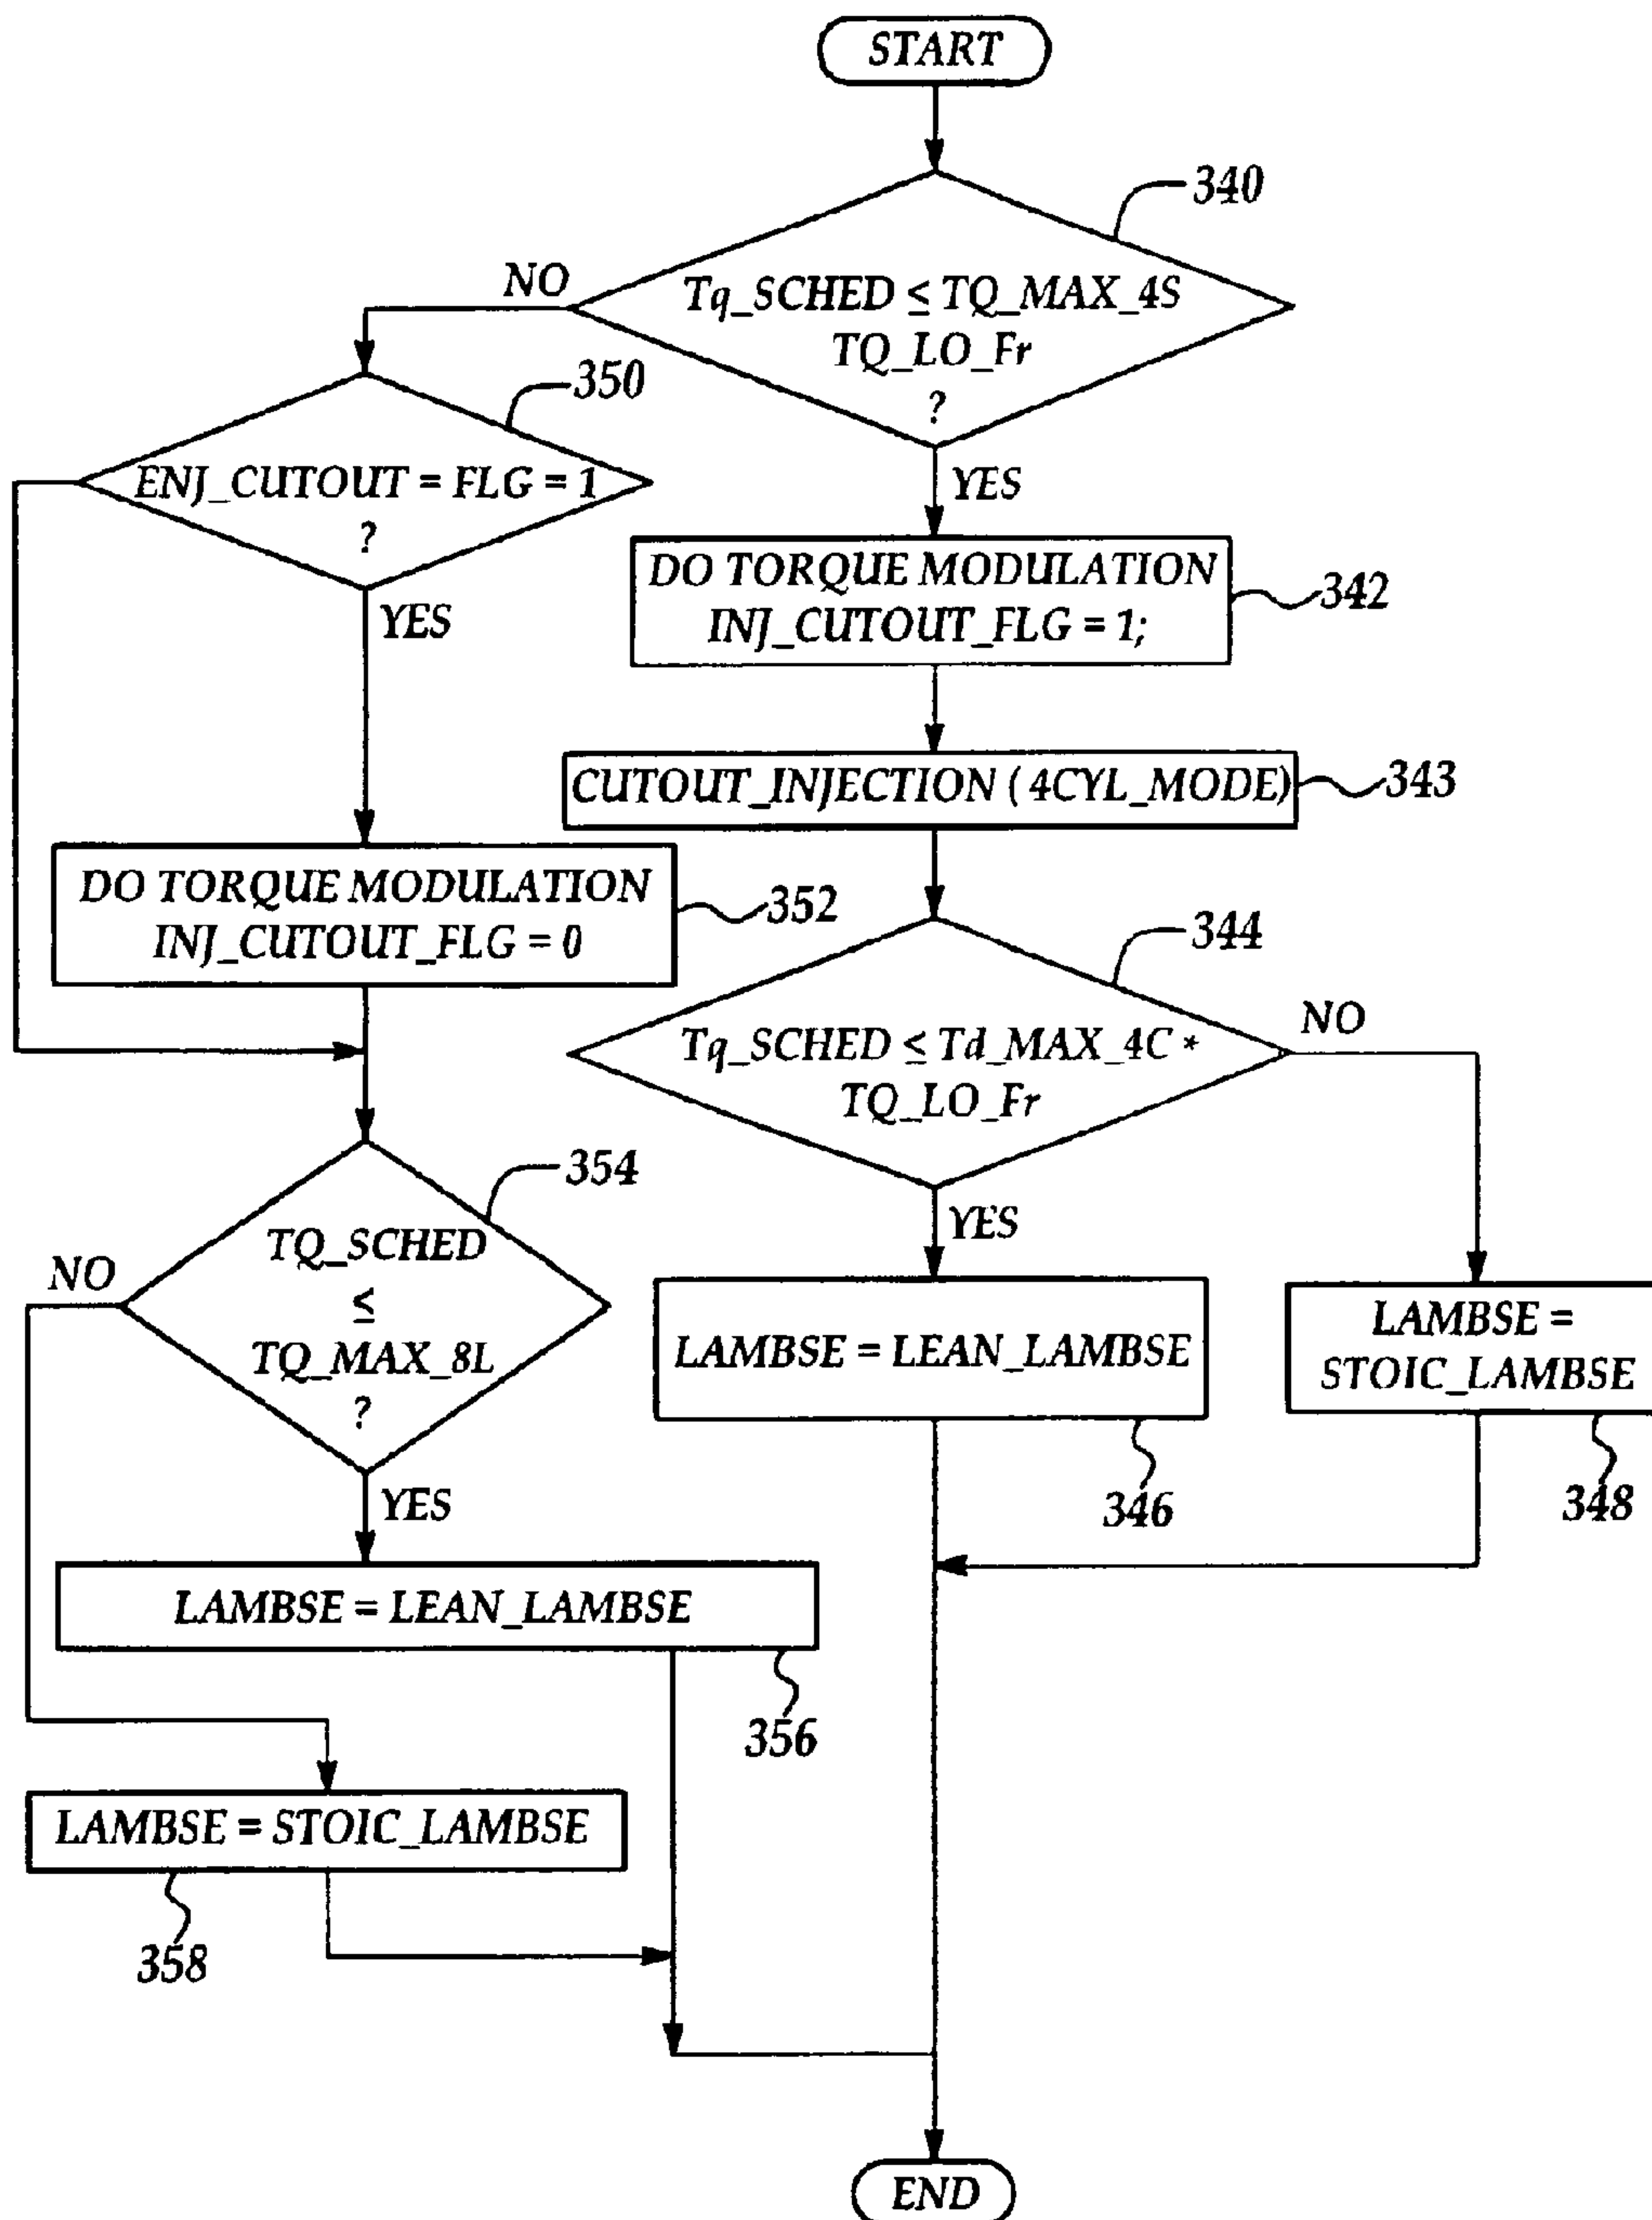 START
340
Tq_SCHED ≤ TQ_MAX_4S
TQ_LO_Fr
?
NO
YES
350
ENJ_CUTOUT = FLG = 1
?
YES
DO TORQUE MODULATION
INJ_CUTOUT_FLG = 1;
342
CUTOUT_INJECTION ( 4CYL_MODE)
343
DO TORQUE MODULATION
INJ_CUTOUT_FLG = 0
352
344
Tq_SCHED ≤ Td_MAX_4C *
TQ_LO_Fr
NO
YES
354
TQ_SCHED
≤
TQ_MAX_8L
?
NO
YES
LAMBSE = LEAN_LAMBSE
346
LAMBSE =
STOIC_LAMBSE
348
LAMBSE = LEAN_LAMBSE
356
LAMBSE = STOIC_LAMBSE
358
END